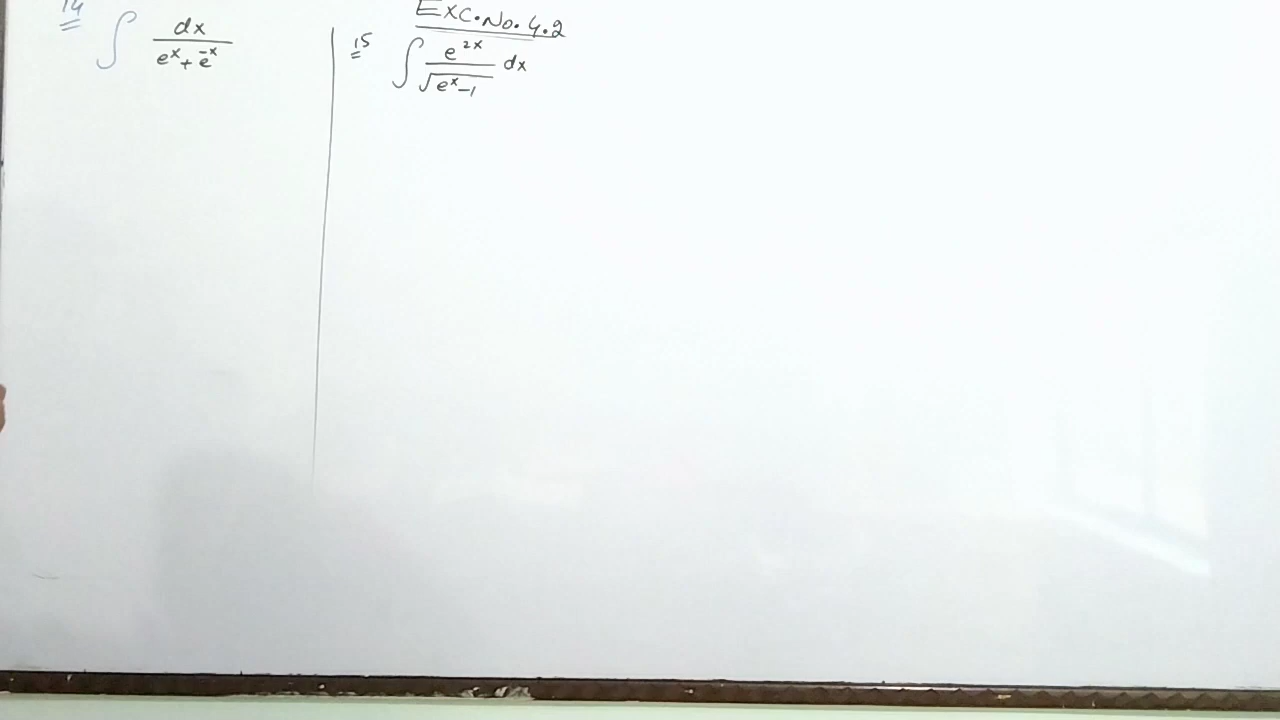 Exc.No.4.2
14 ∫ dx / (e^x + e^-x)
15 ∫ e^2x / √(e^x - 1) dx